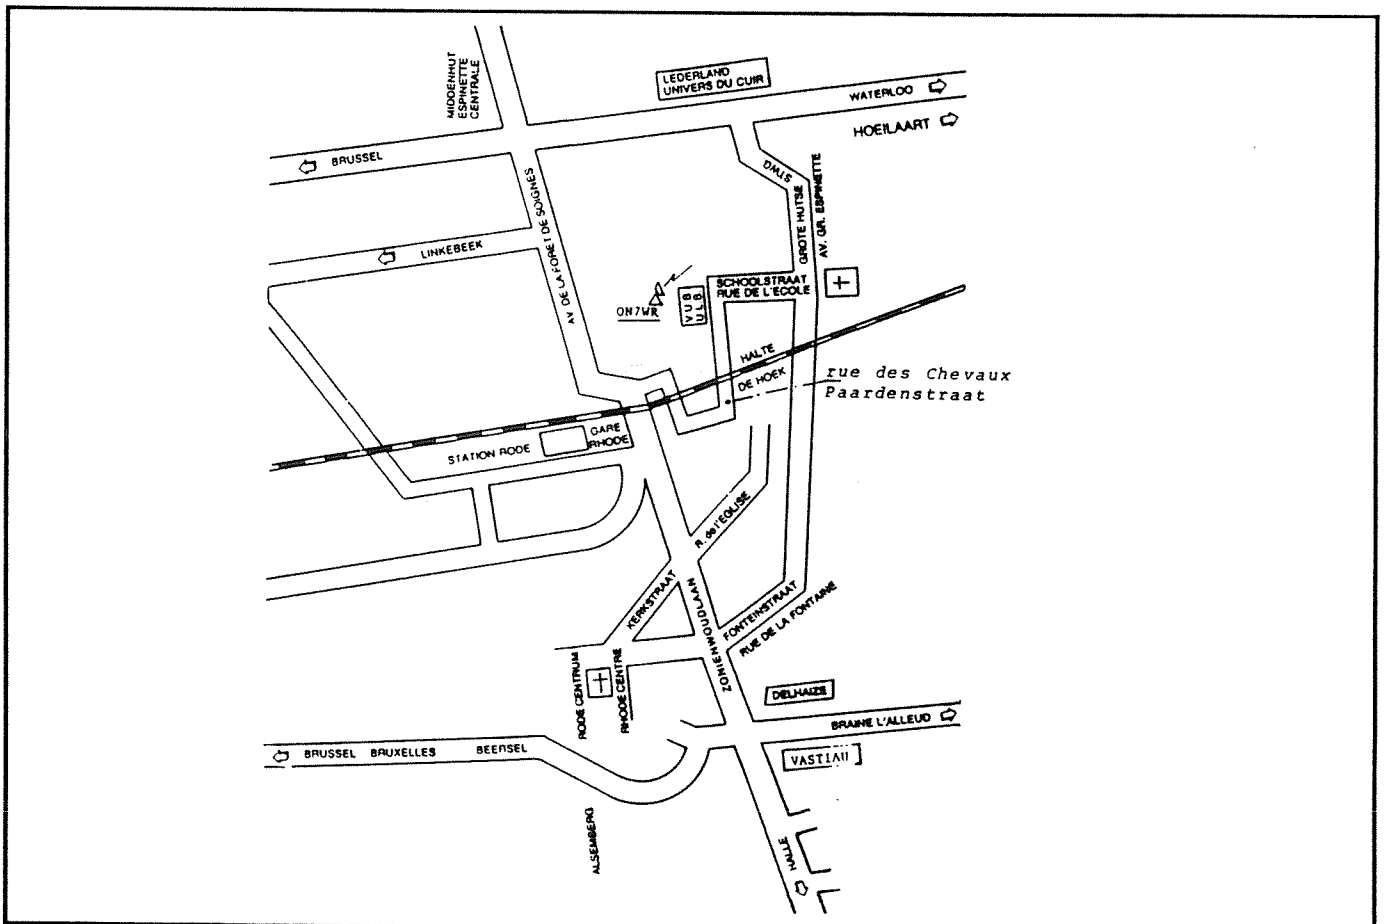 MIDDENHUT
ESPINETTE
CENTRALE
LEDERLAND
UNIVERS DU CUIR
WATERLOO
HOEILAART
BRUSSEL
STWG
GROTE HUTSE
AV. GR. ESPINETTE
AV. DE LA FORET DE SOIGNES
LINKEBEEK
SCHOOLSTRAAT
RUE DE L'ECOLE
ON7WR
VUB
ULB
HALTE
DE HOEK
rue des Chevaux
Paardenstraat
STATION RODE
GARE
RHODE
R. de l'EGLISE
KERKSTRAAT
ZONIENWOUDLAAN
FONTEINSTRAAT
RUE DE LA FONTAINE
RODE CENTRUM
RHODE CENTRE
DELHAIZE
BRAINE L'ALLEUD
BRUSSEL BRUXELLES BEERSEL
VASTIAU
ALSEMBERG
HALLE